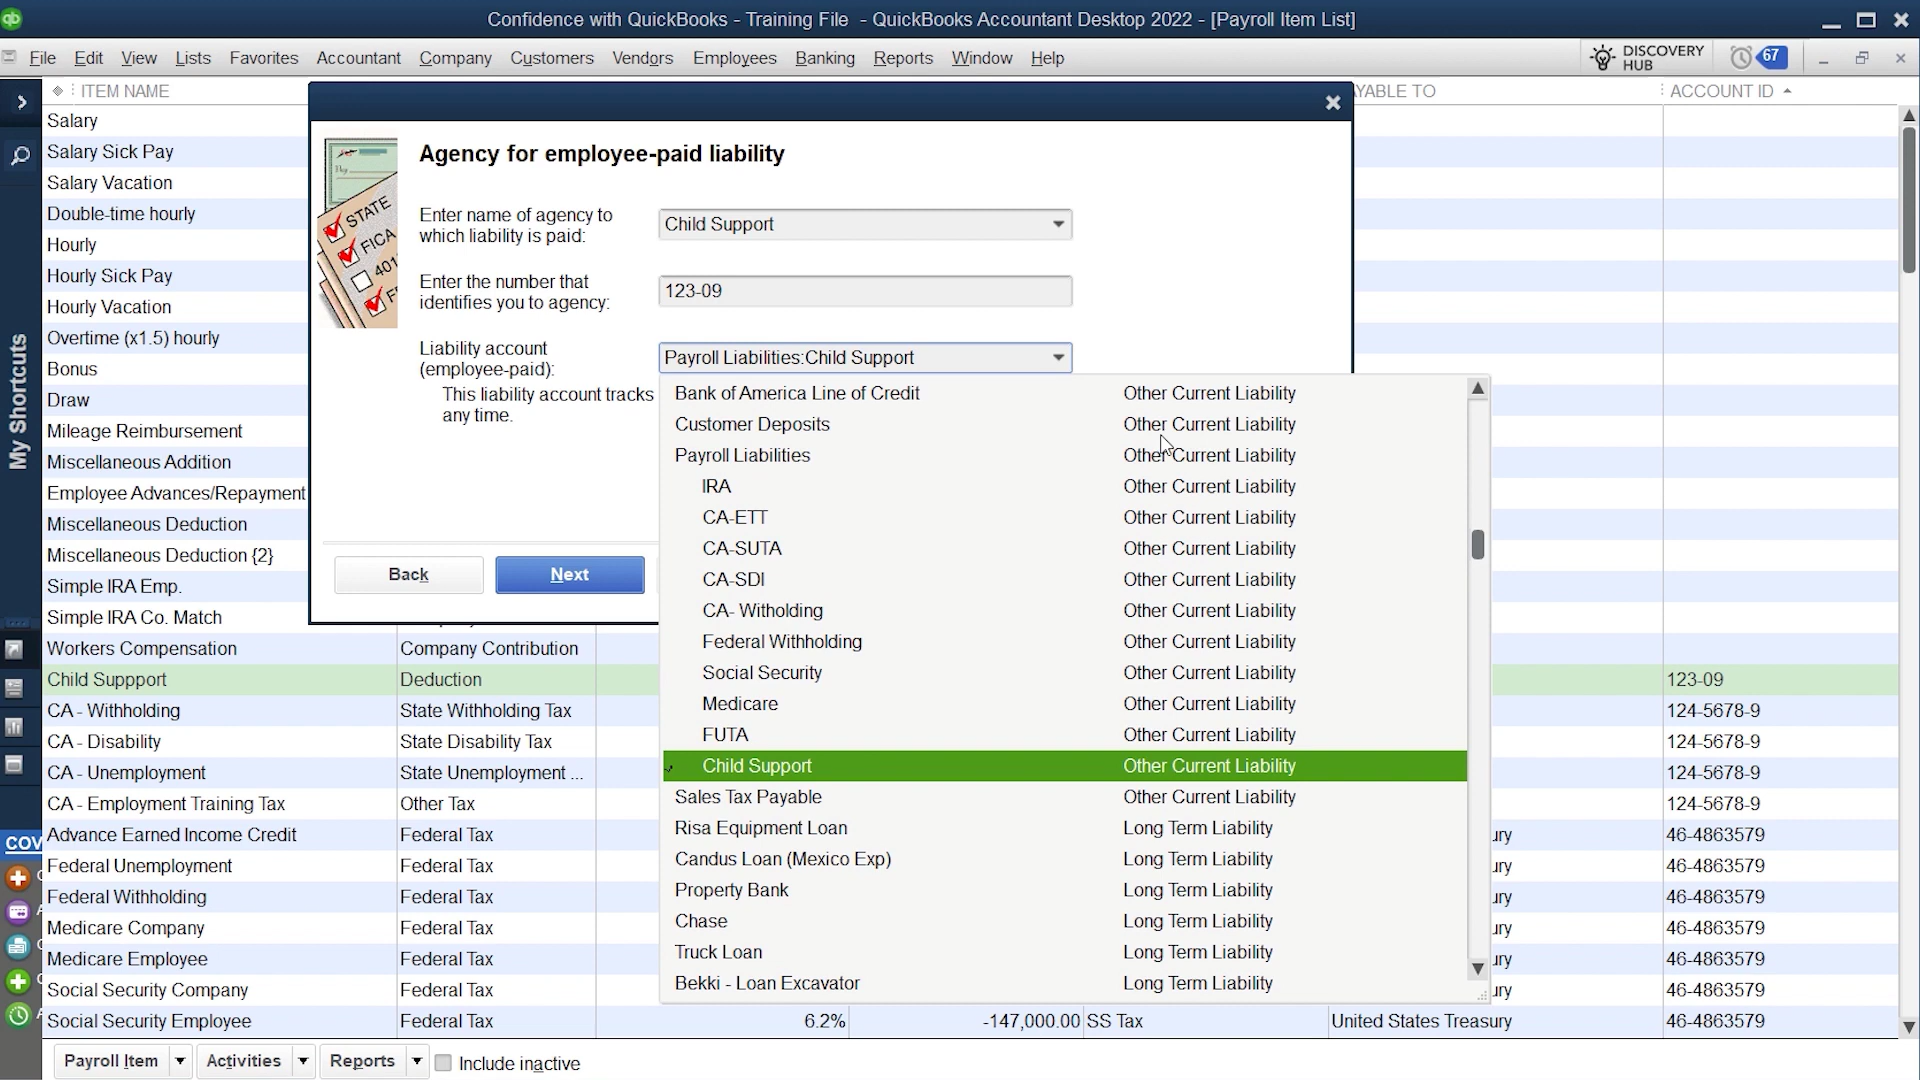 Confidence with QuickBooks - Training File - QuickBooks Accountant Desktop 2022 - [Payroll Item List]
File Edit View Lists Favorites Accountant Company Customers Vendors Employees Banking Reports Window Help
DISCOVERY HUB
67
ITEM NAME
YABLE TO
ACCOUNT ID
My Shortcuts
COV
Salary
Salary Sick Pay
Salary Vacation
Double-time hourly
Hourly
Hourly Sick Pay
Hourly Vacation
Overtime (x1.5) hourly
Bonus
Draw
Mileage Reimbursement
Miscellaneous Addition
Employee Advances/Repayment
Miscellaneous Deduction
Miscellaneous Deduction {2}
Simple IRA Emp.
Simple IRA Co. Match
Workers Compensation Company Contribution
Child Suppport Deduction 123-09
CA - Withholding State Withholding Tax 124-5678-9
CA - Disability State Disability Tax 124-5678-9
CA - Unemployment State Unemployment ... 124-5678-9
CA - Employment Training Tax Other Tax 124-5678-9
Advance Earned Income Credit Federal Tax ury 46-4863579
Federal Unemployment Federal Tax ury 46-4863579
Federal Withholding Federal Tax ury 46-4863579
Medicare Company Federal Tax ury 46-4863579
Medicare Employee Federal Tax ury 46-4863579
Social Security Company Federal Tax ury 46-4863579
Social Security Employee Federal Tax 6.2% -147,000.00 SS Tax United States Treasury 46-4863579
STATE
FICA
401
Agency for employee-paid liability
Enter name of agency to
which liability is paid:
Child Support
Enter the number that
identifies you to agency:
123-09
Liability account
(employee-paid):
Payroll Liabilities:Child Support
This liability account tracks
any time.
Back
Next
Bank of America Line of Credit Other Current Liability
Customer Deposits Other Current Liability
Payroll Liabilities Other Current Liability
IRA Other Current Liability
CA-ETT Other Current Liability
CA-SUTA Other Current Liability
CA-SDI Other Current Liability
CA- Witholding Other Current Liability
Federal Withholding Other Current Liability
Social Security Other Current Liability
Medicare Other Current Liability
FUTA Other Current Liability
Child Support Other Current Liability
Sales Tax Payable Other Current Liability
Risa Equipment Loan Long Term Liability
Candus Loan (Mexico Exp) Long Term Liability
Property Bank Long Term Liability
Chase Long Term Liability
Truck Loan Long Term Liability
Bekki - Loan Excavator Long Term Liability
Payroll Item Activities Reports Include inactive